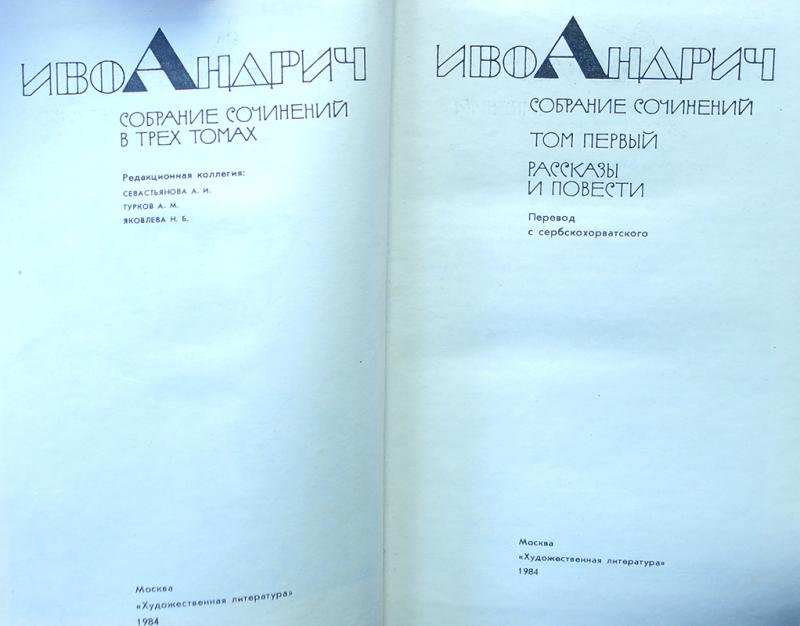 ИВО АНДРИЧ
СОБРАНИЕ СОЧИНЕНИЙ
В ТРЕХ ТОМАХ
Редакционная коллегия:
СЕВАСТЬЯНОВА А. И.
ТУРКОВ А. М.
ЯКОВЛЕВА Н. Б.
Москва
«Художественная литература»
1984
ИВО АНДРИЧ
СОБРАНИЕ СОЧИНЕНИЙ
ТОМ ПЕРВЫЙ
РАССКАЗЫ
И ПОВЕСТИ
Перевод
с сербскохорватского
Москва
«Художественная литература»
1984